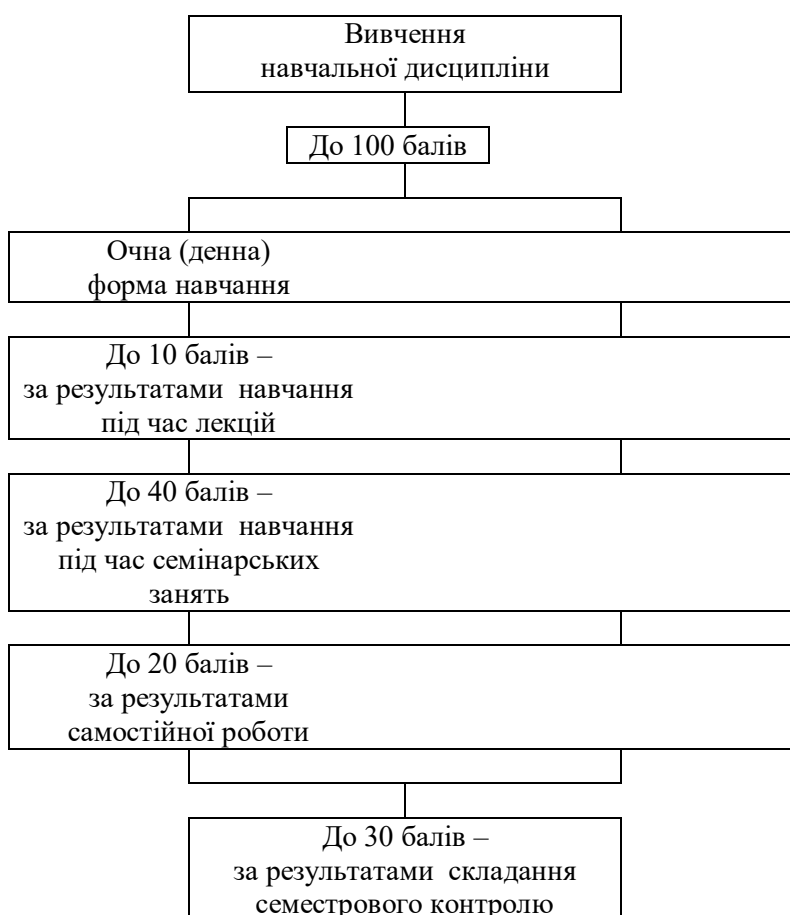 Вивчення
навчальної дисципліни
До 100 балів
Очна (денна)
форма навчання
До 10 балів –
за результатами навчання
під час лекцій
До 40 балів –
за результатами навчання
під час семінарських
занять
До 20 балів –
за результатами
самостійної роботи
До 30 балів –
за результатами складання
семестрового контролю